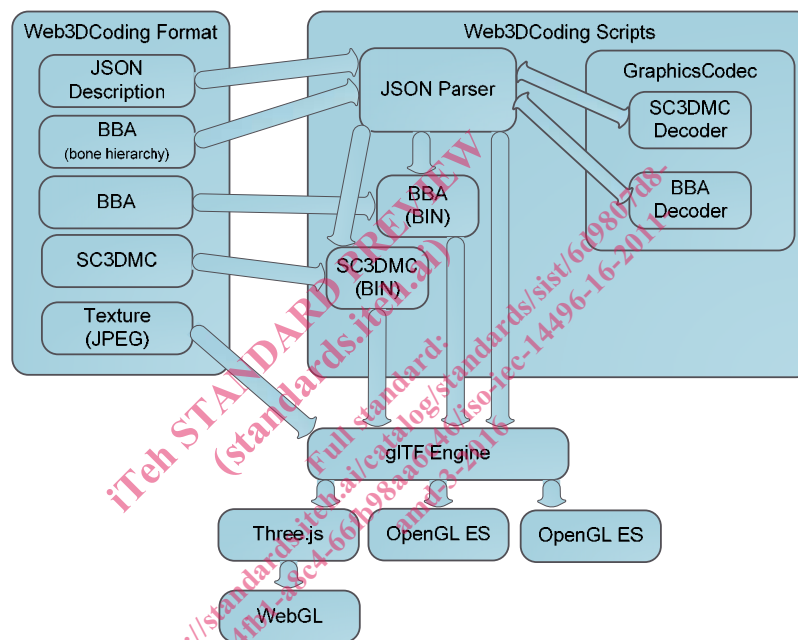 Web3DCoding Format
JSON
Description
BBA
(bone hierarchy)
BBA
SC3DMC
Texture
(JPEG)
Web3DCoding Scripts
JSON Parser
GraphicsCodec
SC3DMC
Decoder
BBA
Decoder
BBA
(BIN)
SC3DMC
(BIN)
glTF Engine
Three.js
OpenGL ES
OpenGL ES
WebGL
iTeh STANDARD PREVIEW
(standards.iteh.ai)
Full standard: